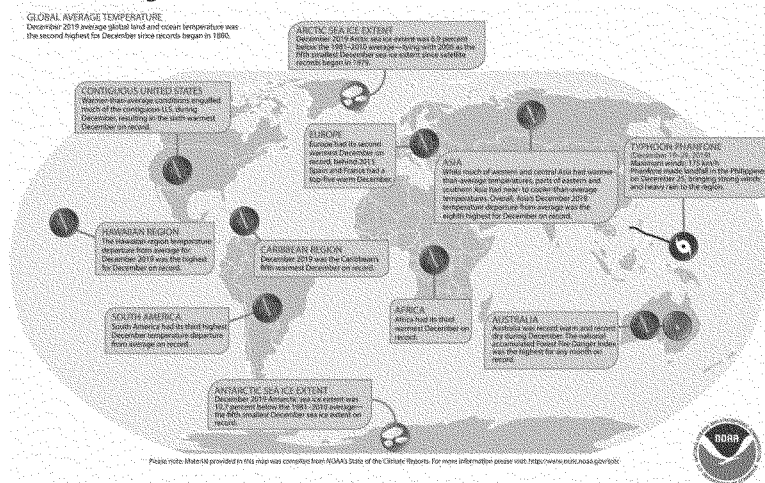 GLOBAL AVERAGE TEMPERATURE
December 2019 average global land and ocean temperature was
the second highest for December since records began in 1880.
ARCTIC SEA ICE EXTENT
December 2019 Arctic sea ice extent was 6.9 percent
below the 1981–2010 average—tying with 2006 as the
fifth smallest December sea ice extent since satellite
records began in 1979.
CONTIGUOUS UNITED STATES
Warmer-than-average conditions engulfed
much of the contiguous U.S. during
December, resulting in the sixth warmest
December on record.
EUROPE
Europe had its second
warmest December on
record, behind 2015.
Spain and France had a
top-five warm December.
ASIA
While much of western and central Asia had warmer
-than-average temperatures, parts of eastern and
southern Asia had near- to cooler-than-average
temperatures. Overall, Asia's December 2019
temperature departure from average was the
eighth highest for December on record.
TYPHOON PHANFONE
(December 19–29, 2019)
Maximum winds: 175 km/h
Phanfone made landfall in the Philippine
on December 25, bringing strong winds
and heavy rain to the region.
HAWAIIAN REGION
The Hawaiian region temperature
departure from average for
December 2019 was the highest
for December on record.
CARIBBEAN REGION
December 2019 was the Caribbean's
fifth warmest December on record.
SOUTH AMERICA
South America had its third highest
December temperature departure
from average on record.
AFRICA
Africa had its third
warmest December on
record.
AUSTRALIA
Australia was record warm and record
dry during December. The national
accumulated Forest Fire Danger Index
was the highest for any month on
record.
ANTARCTIC SEA ICE EXTENT
December 2019 Antarctic sea ice extent was
10.7 percent below the 1981–2010 average—
the fifth smallest December sea ice extent on
record.
Please note: Material provided in this map was compiled from NOAA's State of the Climate Reports. For more information please visit: http://www.ncdc.noaa.gov/sotc
NOAA